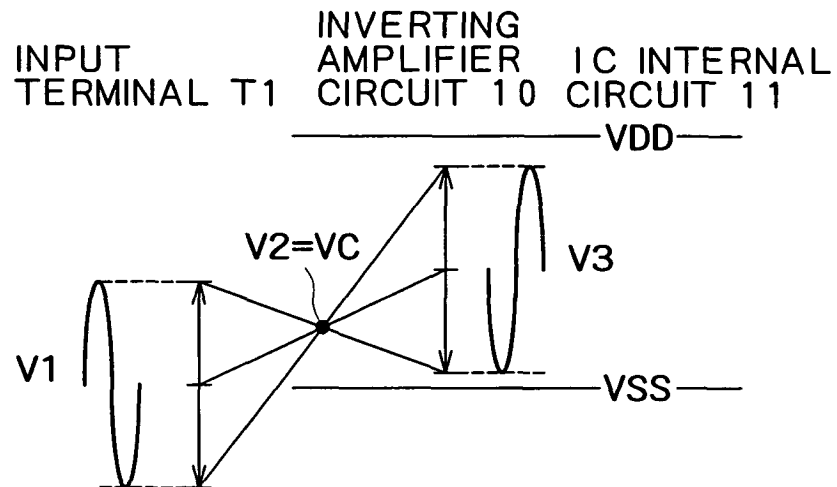 INPUT
TERMINAL T1
INVERTING
AMPLIFIER
CIRCUIT 10
IC INTERNAL
CIRCUIT 11
VDD
V2=VC
V3
V1
VSS